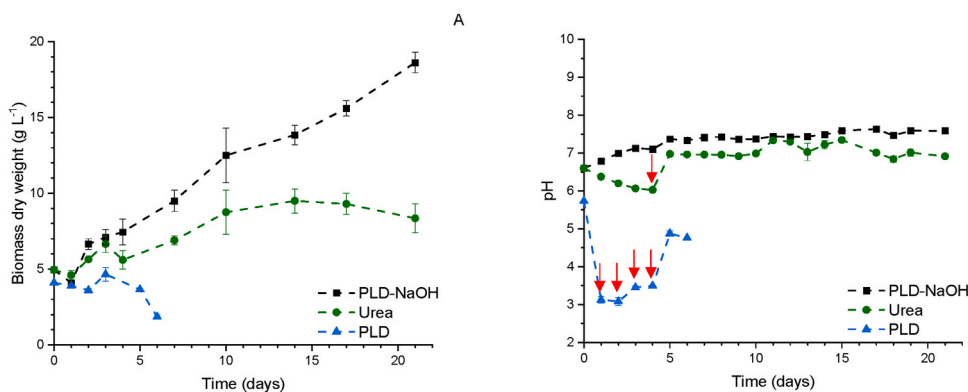 A
20
15
10
5
0
Biomass dry weight (g L⁻¹)
PLD-NaOH
Urea
PLD
0 5 10 15 20
Time (days)
10
9
8
7
6
5
4
3
2
pH
PLD-NaOH
Urea
PLD
0 5 10 15 20
Time (days)